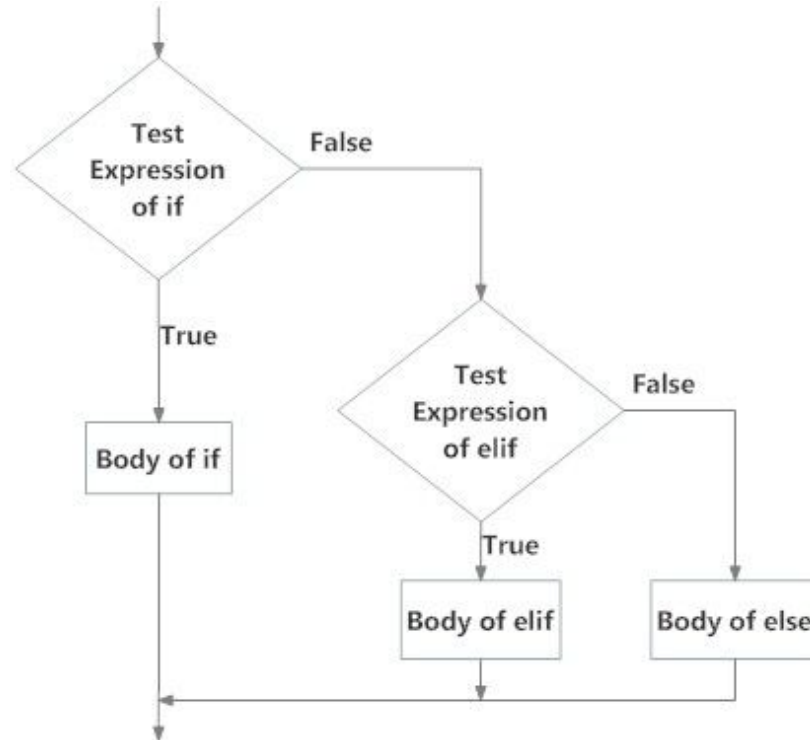 Test
Expression
of if
False
True
Test
Expression
of elif
False
Body of if
True
Body of elif
Body of else